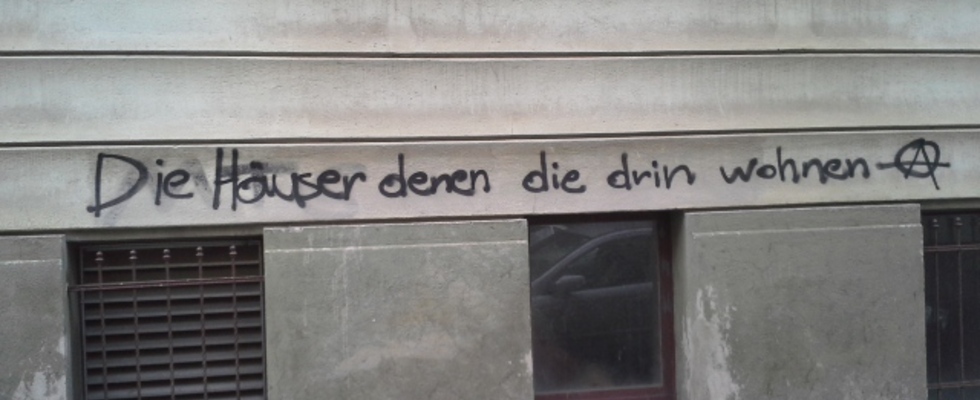 Die Häuser denen die drin wohnen Ⓐ